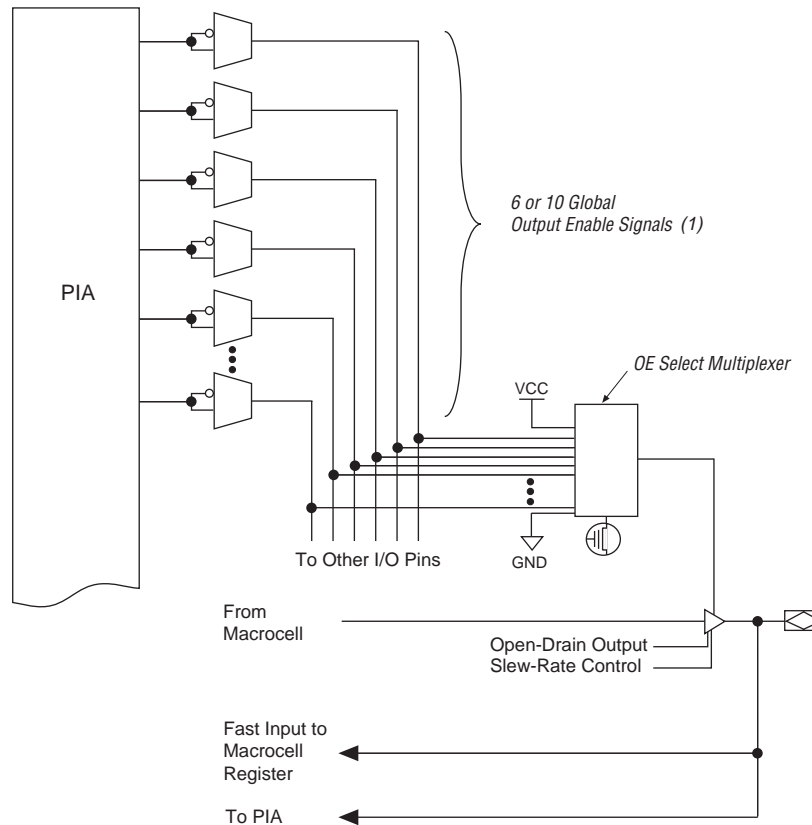 6 or 10 Global
Output Enable Signals (1)
PIA
OE Select Multiplexer
VCC
To Other I/O Pins
GND
From
Macrocell
Open-Drain Output
Slew-Rate Control
Fast Input to
Macrocell
Register
To PIA